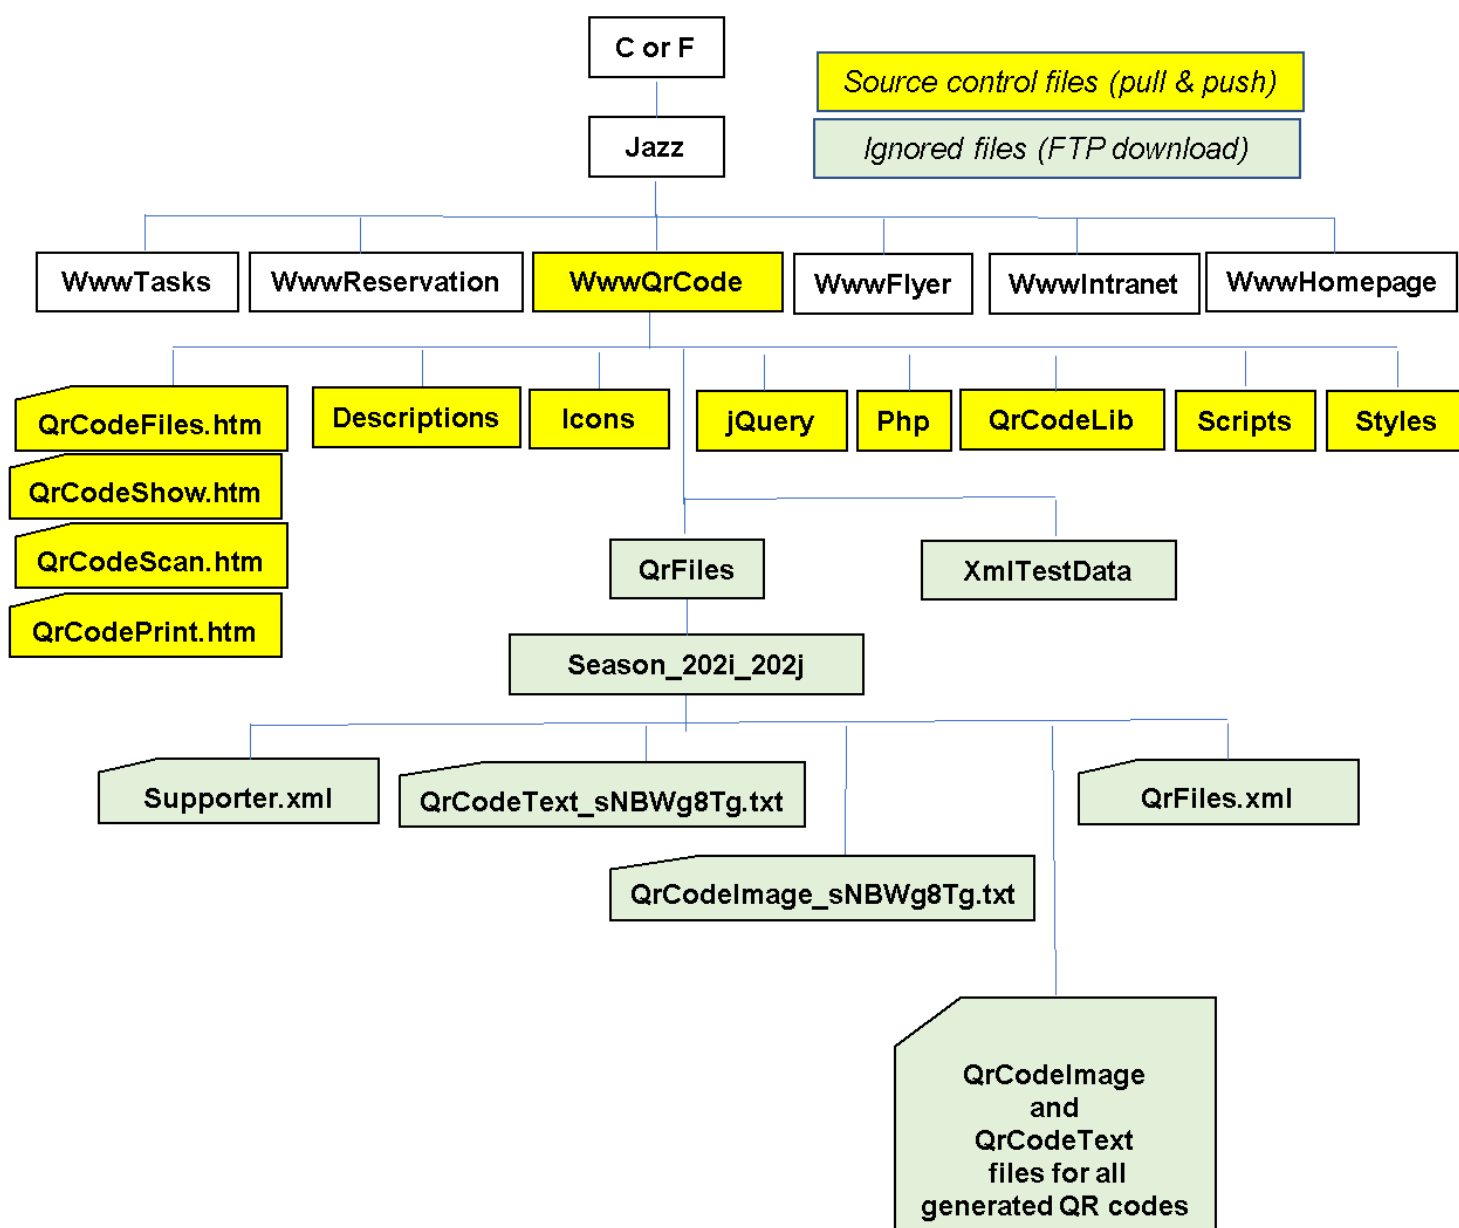 C or F
Source control files (pull & push)
Jazz
Ignored files (FTP download)
WwwTasks
WwwReservation
WwwQrCode
WwwFlyer
WwwIntranet
WwwHomepage
QrCodeFiles.htm
Descriptions
Icons
jQuery
Php
QrCodeLib
Scripts
Styles
QrCodeShow.htm
QrCodeScan.htm
QrCodePrint.htm
QrFiles
XmlTestData
Season_202i_202j
Supporter.xml
QrCodeText_sNBWg8Tg.txt
QrFiles.xml
QrCodeImage_sNBWg8Tg.txt
QrCodeImage
and
QrCodeText
files for all
generated QR codes